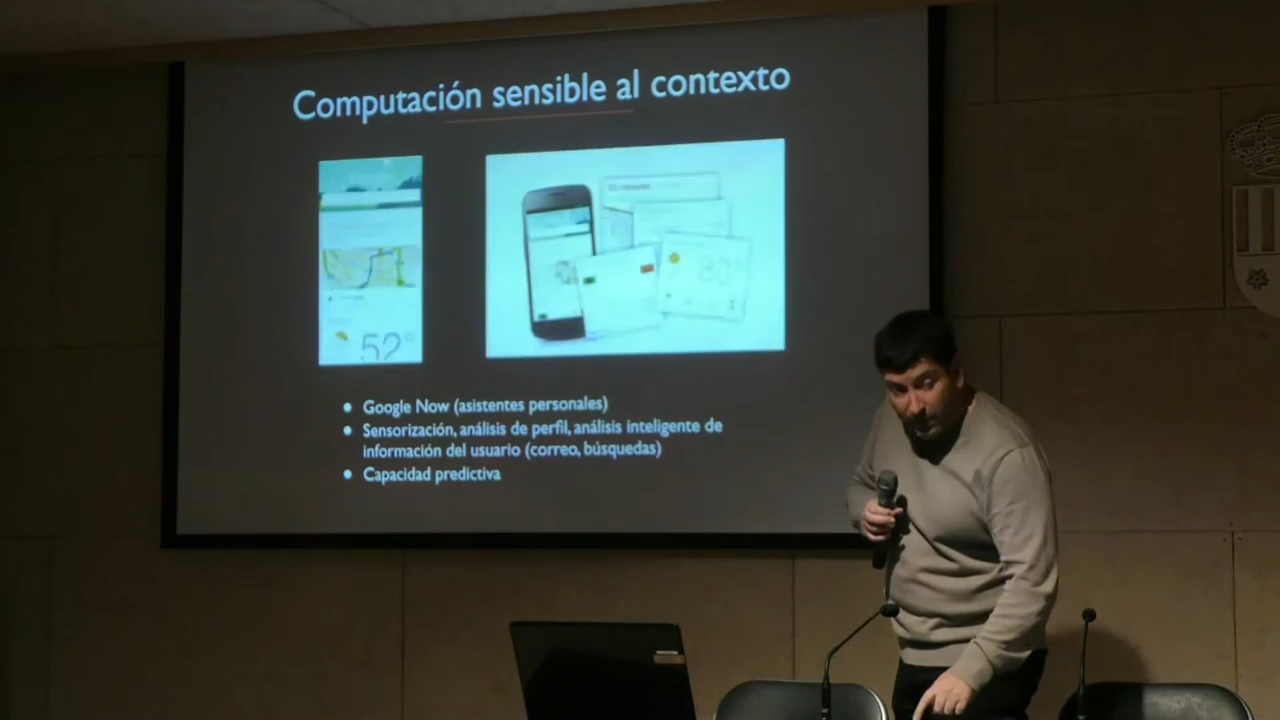 Computación sensible al contexto
52°
Google Now (asistentes personales)
Sensorización, análisis de perfil, análisis inteligente de
información del usuario (correo, búsquedas)
Capacidad predictiva